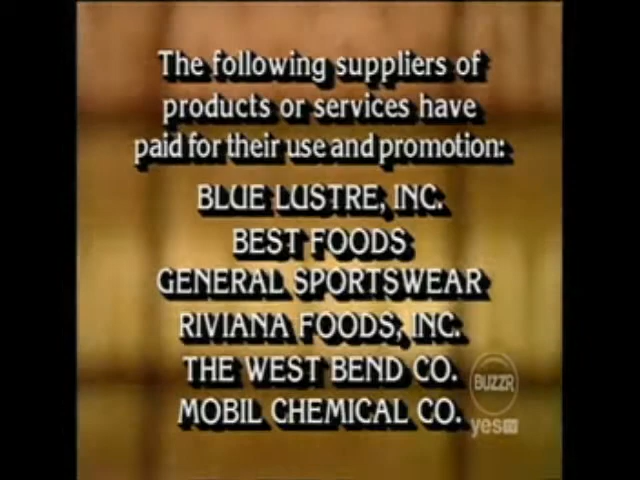 The following suppliers of
products or services have
paid for their use and promotion:
BLUE LUSTRE, INC.
BEST FOODS
GENERAL SPORTSWEAR
RIVIANA FOODS, INC.
THE WEST BEND CO.
MOBIL CHEMICAL CO.
BUZZR
yes